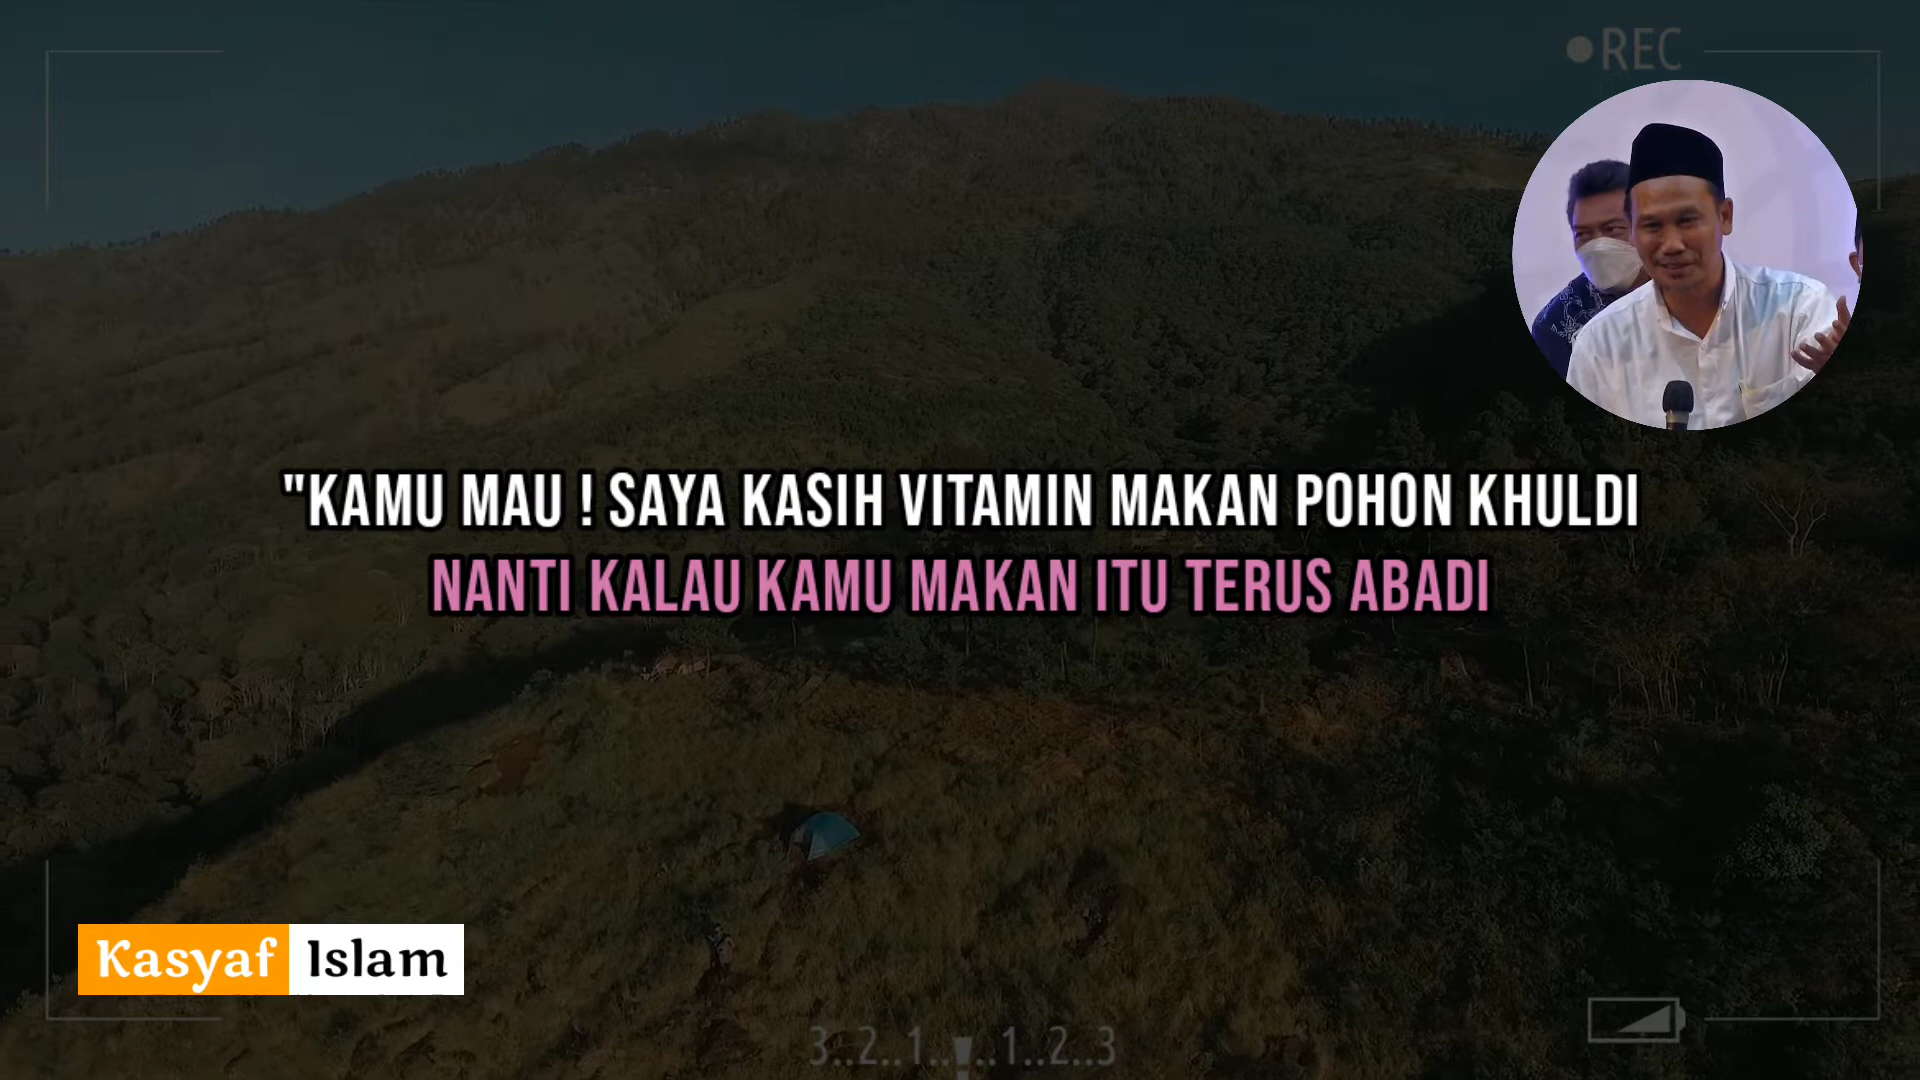 REC
"KAMU MAU ! SAYA KASIH VITAMIN MAKAN POHON KHULDI
NANTI KALAU KAMU MAKAN ITU TERUS ABADI
Kasyaf Islam
3..2..1..▼..1..2..3